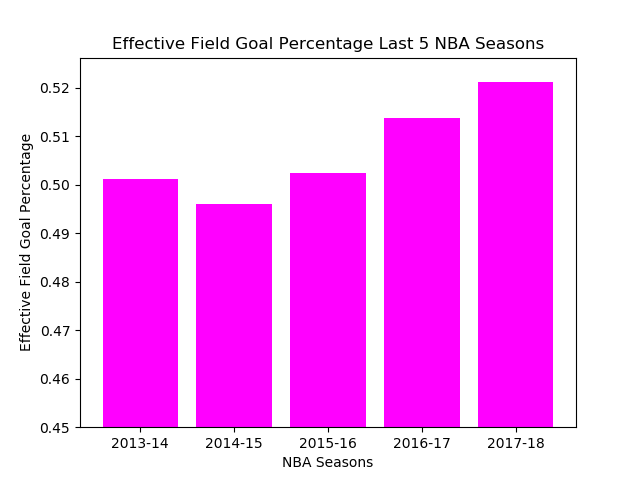 Effective Field Goal Percentage Last 5 NBA Seasons
Effective Field Goal Percentage
0.52
0.51
0.50
0.49
0.48
0.47
0.46
0.45
2013-14 2014-15 2015-16 2016-17 2017-18
NBA Seasons